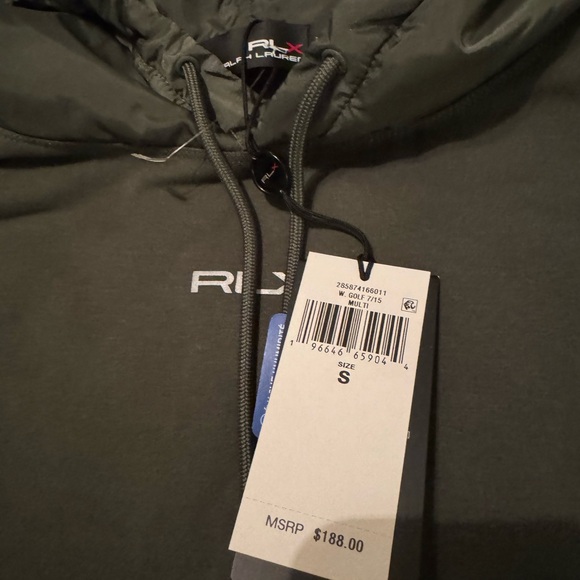 RLX
RALPH LAUREN
RLX
RLX
285874166011
W. GOLF 7/15
MULTI
1 96646 65904 4
SIZE
S
MSRP $188.00